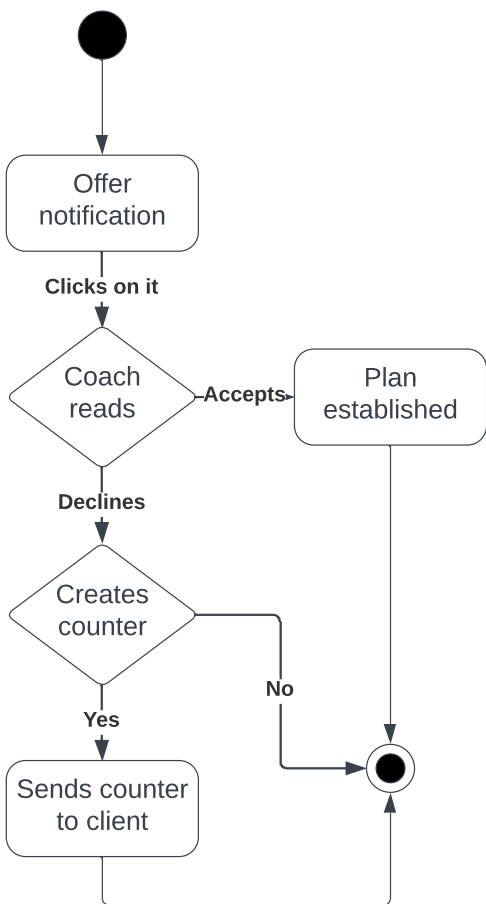 Offer
notification
Clicks on it
Coach
reads
Accepts
Plan
established
Declines
Creates
counter
No
Yes
Sends counter
to client